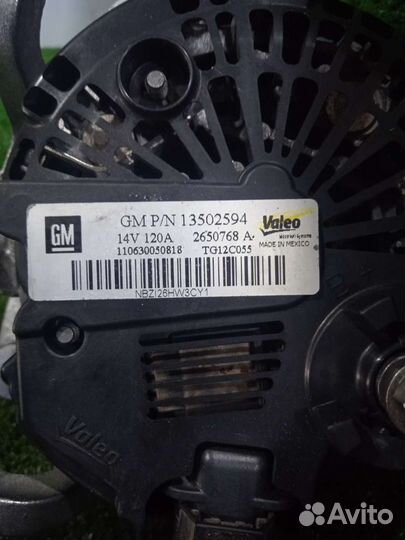 GM
GM P/N 13502594
14V 120A 2650768 A
110630050818 TG12C055
Valeo
MADE IN MEXICO
NBZI26HW3CY1
Valeo
Avito